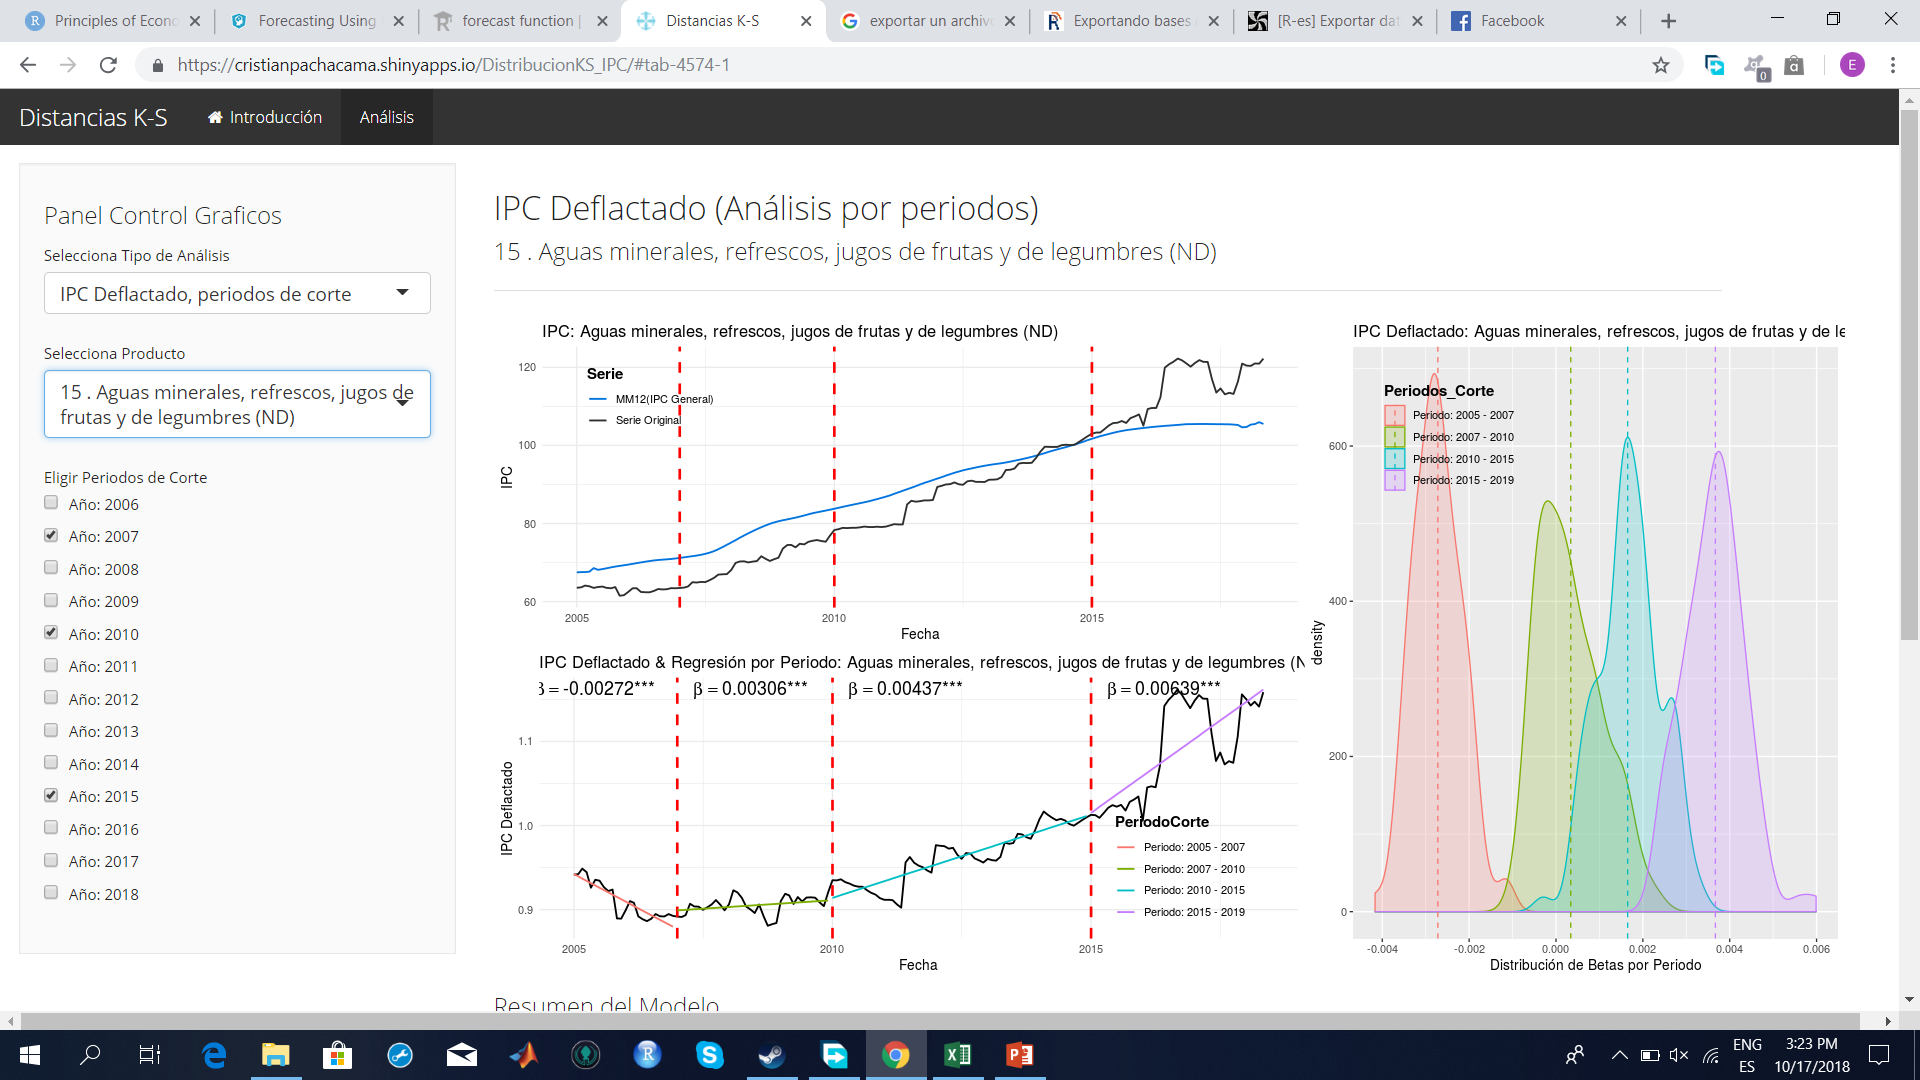 Principles of Econo
Forecasting Using
forecast function |
Distancias K-S
exportar un archivo
Exportando bases
[R-es] Exportar dat
Facebook
https://cristianpachacama.shinyapps.io/DistribucionKS_IPC/#tab-4574-1
0
a
E
Distancias K-S
Introducción
Análisis
Panel Control Graficos
Selecciona Tipo de Análisis
IPC Deflactado, periodos de corte
Selecciona Producto
15 . Aguas minerales, refrescos, jugos de
frutas y de legumbres (ND)
Eligir Periodos de Corte
Año: 2006
Año: 2007
Año: 2008
Año: 2009
Año: 2010
Año: 2011
Año: 2012
Año: 2013
Año: 2014
Año: 2015
Año: 2016
Año: 2017
Año: 2018
IPC Deflactado (Análisis por periodos)
15 . Aguas minerales, refrescos, jugos de frutas y de legumbres (ND)
IPC: Aguas minerales, refrescos, jugos de frutas y de legumbres (ND)
Serie
MM12(IPC General)
Serie Original
120
100
80
60
IPC
2005
2010
2015
Fecha
IPC Deflactado & Regresión por Periodo: Aguas minerales, refrescos, jugos de frutas y de legumbres (N
β = -0.00272***
β = 0.00306***
β = 0.00437***
β = 0.00639***
1.1
1.0
0.9
IPC Deflactado
PeriodoCorte
Periodo: 2005 - 2007
Periodo: 2007 - 2010
Periodo: 2010 - 2015
Periodo: 2015 - 2019
2005
2010
2015
Fecha
IPC Deflactado: Aguas minerales, refrescos, jugos de frutas y de le
Periodos_Corte
Periodo: 2005 - 2007
Periodo: 2007 - 2010
Periodo: 2010 - 2015
Periodo: 2015 - 2019
600
400
200
0
density
-0.004
-0.002
0.000
0.002
0.004
0.006
Distribución de Betas por Periodo
Resumen del Modelo
ENG
ES
3:23 PM
10/17/2018